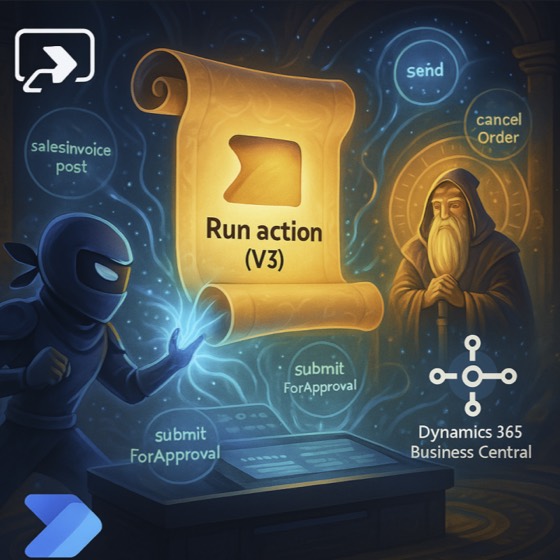 send
cancel
Order
salesinvoice
post
Run action
(V3)
submit
ForApproval
submit
ForApproval
Dynamics 365
Business Central